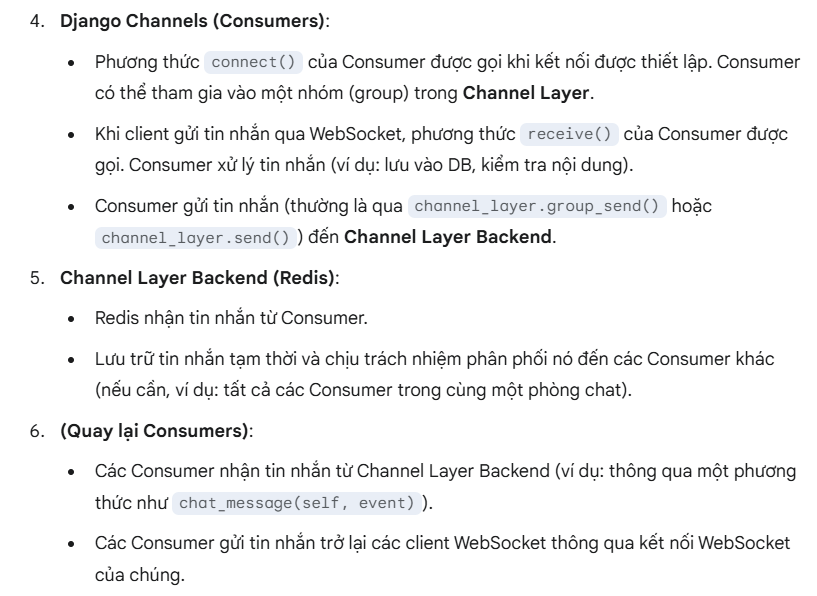 4. Django Channels (Consumers):
• Phương thức connect() của Consumer được gọi khi kết nối được thiết lập. Consumer
có thể tham gia vào một nhóm (group) trong Channel Layer.
• Khi client gửi tin nhắn qua WebSocket, phương thức receive() của Consumer được
gọi. Consumer xử lý tin nhắn (ví dụ: lưu vào DB, kiểm tra nội dung).
• Consumer gửi tin nhắn (thường là qua channel_layer.group_send() hoặc
channel_layer.send() ) đến Channel Layer Backend.
5. Channel Layer Backend (Redis):
• Redis nhận tin nhắn từ Consumer.
• Lưu trữ tin nhắn tạm thời và chịu trách nhiệm phân phối nó đến các Consumer khác
(nếu cần, ví dụ: tất cả các Consumer trong cùng một phòng chat).
6. (Quay lại Consumers):
• Các Consumer nhận tin nhắn từ Channel Layer Backend (ví dụ: thông qua một phương
thức như chat_message(self, event) ).
• Các Consumer gửi tin nhắn trở lại các client WebSocket thông qua kết nối WebSocket
của chúng.